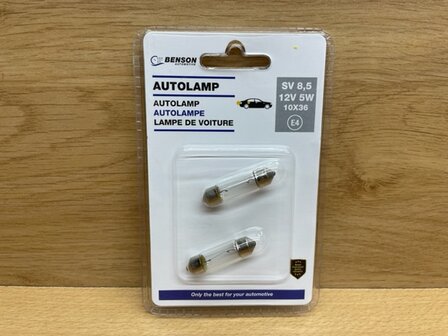 BENSON
AUTOMOTIVE
AUTOLAMP
AUTOLAMP
AUTOLAMPE
LAMPE DE VOITURE
SV 8,5
12V 5W
10X36
E4
Only the best for your automotive